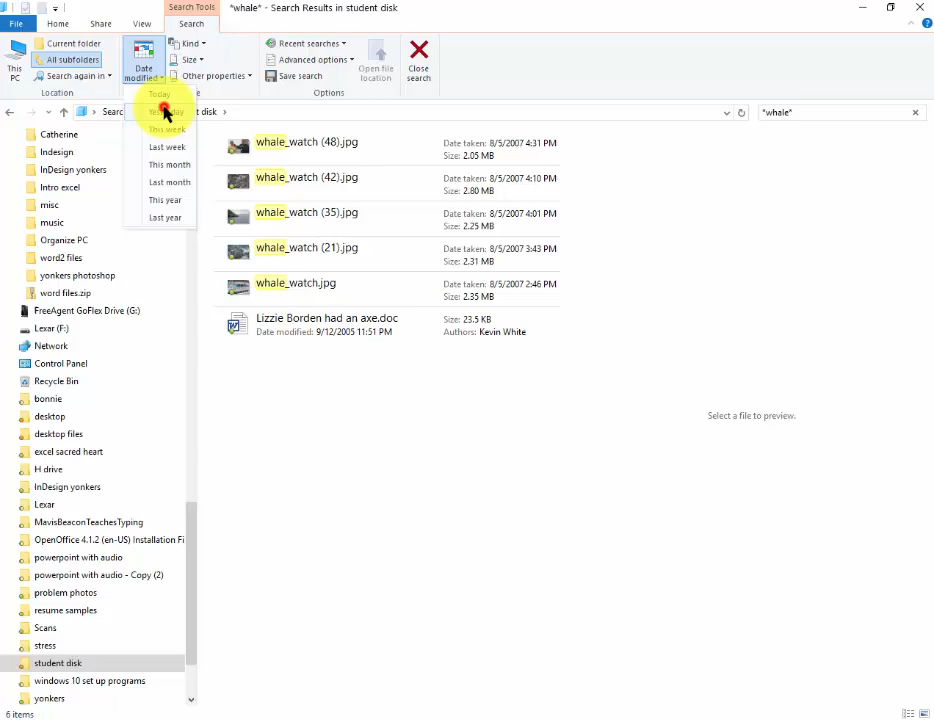 Search Tools
*whale* - Search Results in student disk
File
Home
Share
View
Search
This PC
Current folder
All subfolders
Search again in
Location
Date modified
Kind
Size
Other properties
Recent searches
Advanced options
Save search
Options
Open file location
Close search
Today
Yesterday
This week
Last week
This month
Last month
This year
Last year
disk
*whale*
Catherine
Indesign
InDesign yonkers
Intro excel
misc
music
Organize PC
word2 files
yonkers photoshop
word files.zip
FreeAgent GoFlex Drive (G:)
Lexar (F:)
Network
Control Panel
Recycle Bin
bonnie
desktop
desktop files
excel sacred heart
H drive
InDesign yonkers
Lexar
MavisBeaconTeachesTyping
OpenOffice 4.1.2 (en-US) Installation Fi
powerpoint with audio
powerpoint with audio - Copy (2)
problem photos
resume samples
Scans
stress
student disk
windows 10 set up programs
yonkers
whale_watch (48).jpg
Date taken: 8/5/2007 4:31 PM
Size: 2.05 MB
whale_watch (42).jpg
Date taken: 8/5/2007 4:10 PM
Size: 2.80 MB
whale_watch (35).jpg
Date taken: 8/5/2007 4:01 PM
Size: 2.25 MB
whale_watch (21).jpg
Date taken: 8/5/2007 3:43 PM
Size: 2.31 MB
whale_watch.jpg
Date taken: 8/5/2007 2:46 PM
Size: 2.35 MB
Lizzie Borden had an axe.doc
Date modified: 9/12/2005 11:51 PM
Size: 23.5 KB
Authors: Kevin White
Select a file to preview.
6 items